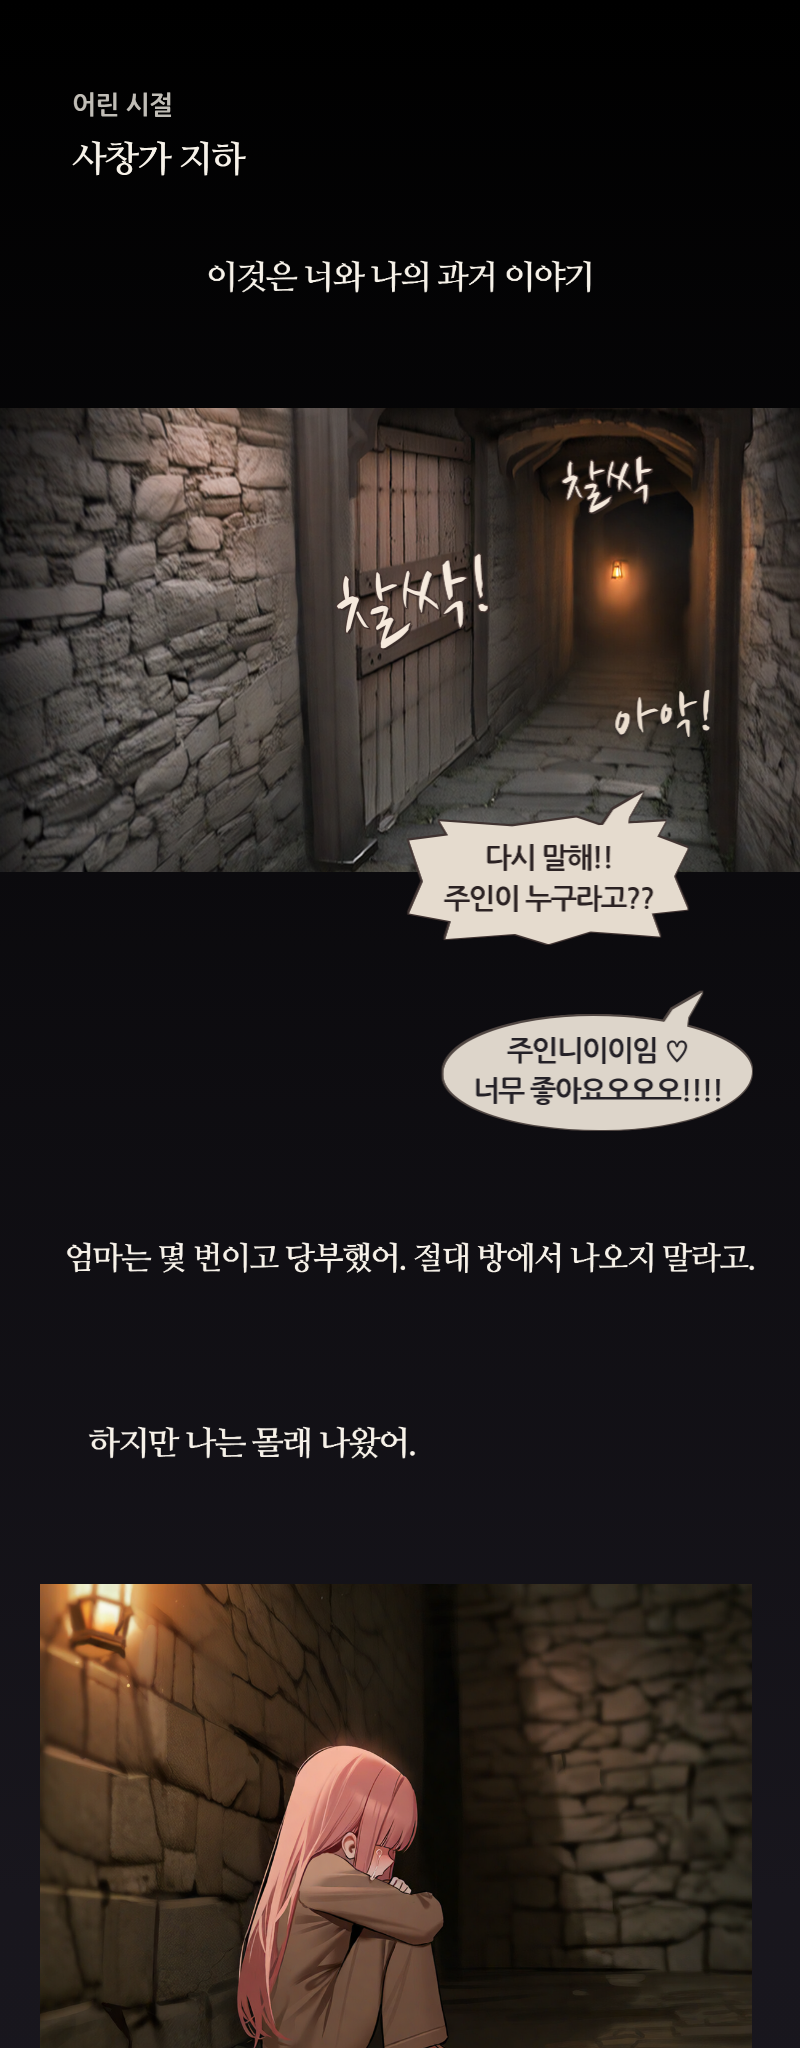 어린 시절
사창가 지하
이것은 너와 나의 과거 이야기
찰싹
찰싹!
아악!
다시 말해!!
주인이 누구라고??
주인니이이임 ♡
너무 좋아요오오오!!!!
엄마는 몇 번이고 당부했어. 절대 방에서 나오지 말라고.
하지만 나는 몰래 나왔어.